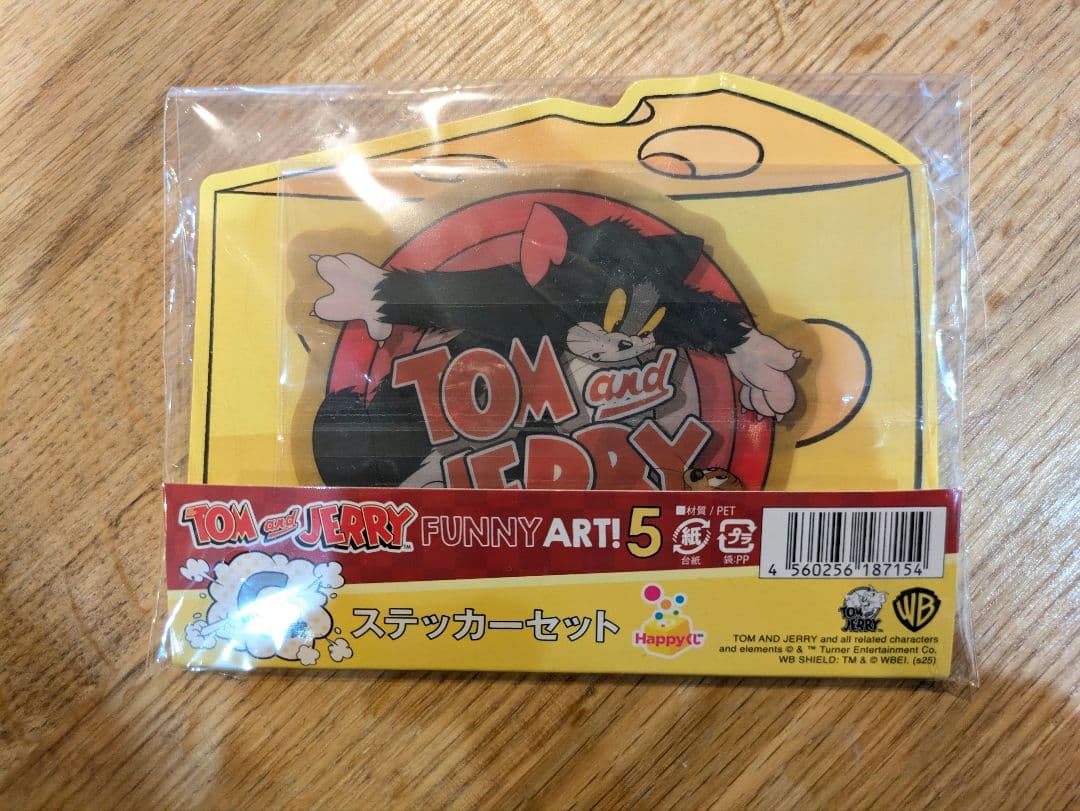 TOM and
JERRY
TOM and JERRY™ FUNNY ART! 5
■材質 / PET
紙
台紙
プラ
袋:PP
4 560256 187154
G
ステッカーセット
Happyくじ
TOM and JERRY
WB
TOM AND JERRY and all related characters
and elements © & ™ Turner Entertainment Co.
WB SHIELD: TM & © WBEI. (s25)